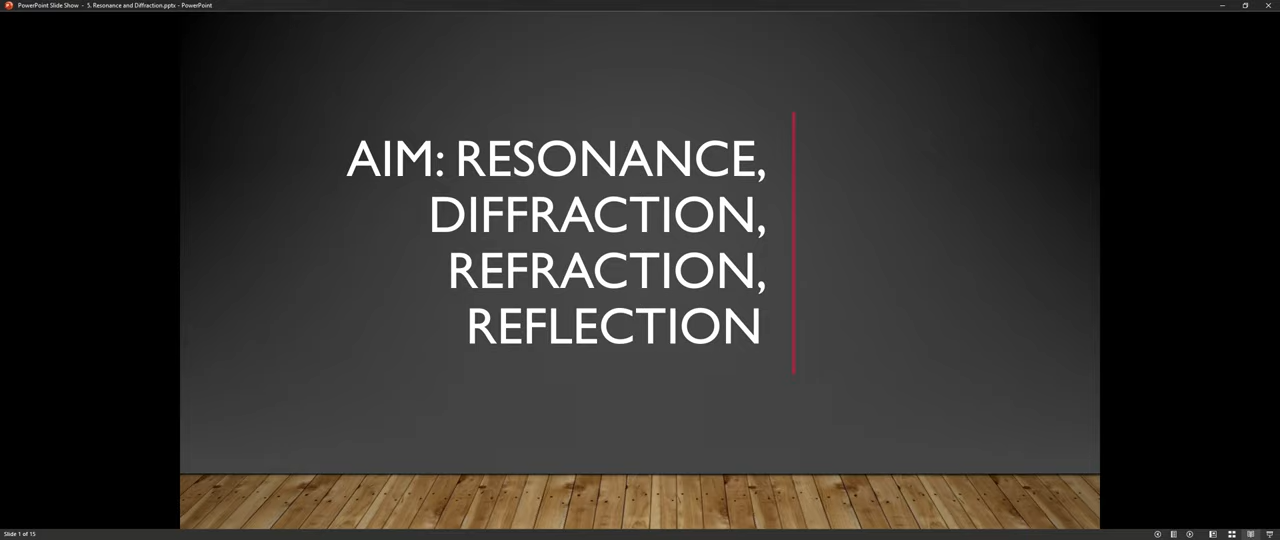 PowerPoint Slide Show - 5. Resonance and Diffraction.pptx - PowerPoint
AIM: RESONANCE,
DIFFRACTION,
REFRACTION,
REFLECTION
Slide 1 of 15